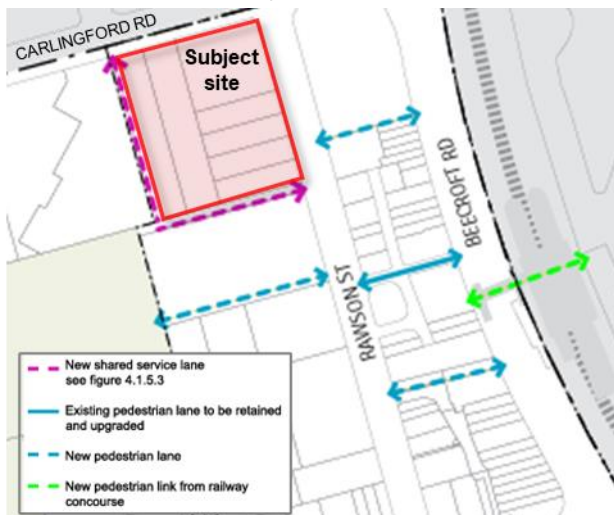 CARLINGFORD RD
Subject
site
BEECROFT RD
RAWSON ST
New shared service lane
see figure 4.1.5.3
Existing pedestrian lane to be retained
and upgraded
New pedestrian lane
New pedestrian link from railway
concourse